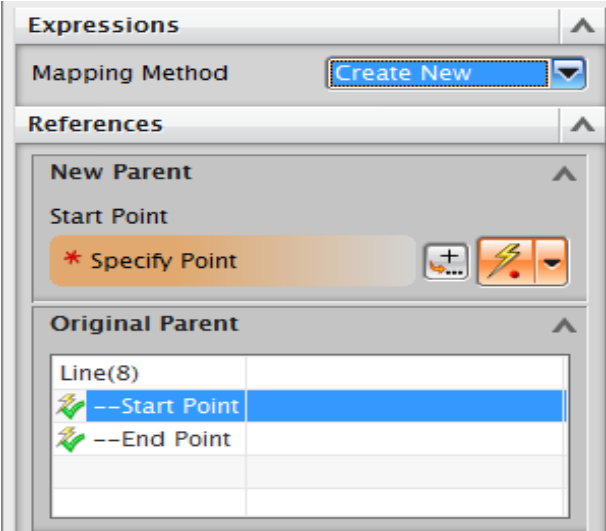 Expressions
Mapping Method Create New
References
New Parent
Start Point
* Specify Point
Original Parent
Line(8)
--Start Point
--End Point